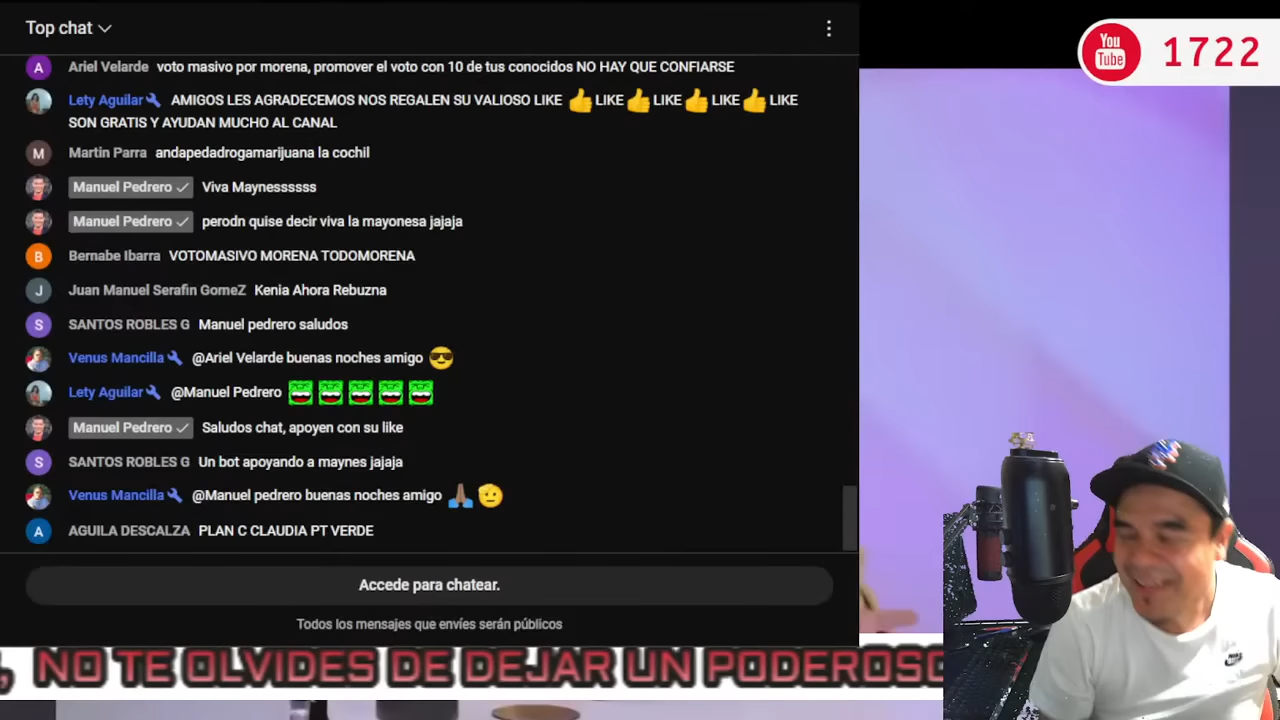 Top chat
You Tube 1722
A Ariel Velarde voto masivo por morena, promover el voto con 10 de tus conocidos NO HAY QUE CONFIARSE
Lety Aguilar AMIGOS LES AGRADECEMOS NOS REGALEN SU VALIOSO LIKE 👍LIKE👍LIKE👍LIKE👍LIKE
SON GRATIS Y AYUDAN MUCHO AL CANAL
M Martin Parra andapedadrogamarijuana la cochil
Manuel Pedrero ✓ Viva Maynessssss
Manuel Pedrero ✓ perodn quise decir viva la mayonesa jajaja
B Bernabe Ibarra VOTOMASIVO MORENA TODOMORENA
J Juan Manuel Serafin GomeZ Kenia Ahora Rebuzna
S SANTOS ROBLES G Manuel pedrero saludos
Venus Mancilla @Ariel Velarde buenas noches amigo 😎
Lety Aguilar @Manuel Pedrero
Manuel Pedrero ✓ Saludos chat, apoyen con su like
S SANTOS ROBLES G Un bot apoyando a maynes jajaja
Venus Mancilla @Manuel pedrero buenas noches amigo 🙏🏽🫡
A AGUILA DESCALZA PLAN C CLAUDIA PT VERDE
Accede para chatear.
Todos los mensajes que envíes serán públicos
, NO TE OLVIDES DE DEJAR UN PODEROSO